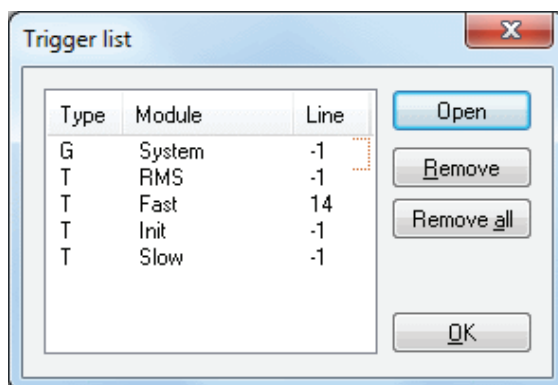 Trigger list
X
Type Module Line
G System -1
T RMS -1
T Fast 14
T Init -1
T Slow -1
Open
Remove
Remove all
OK